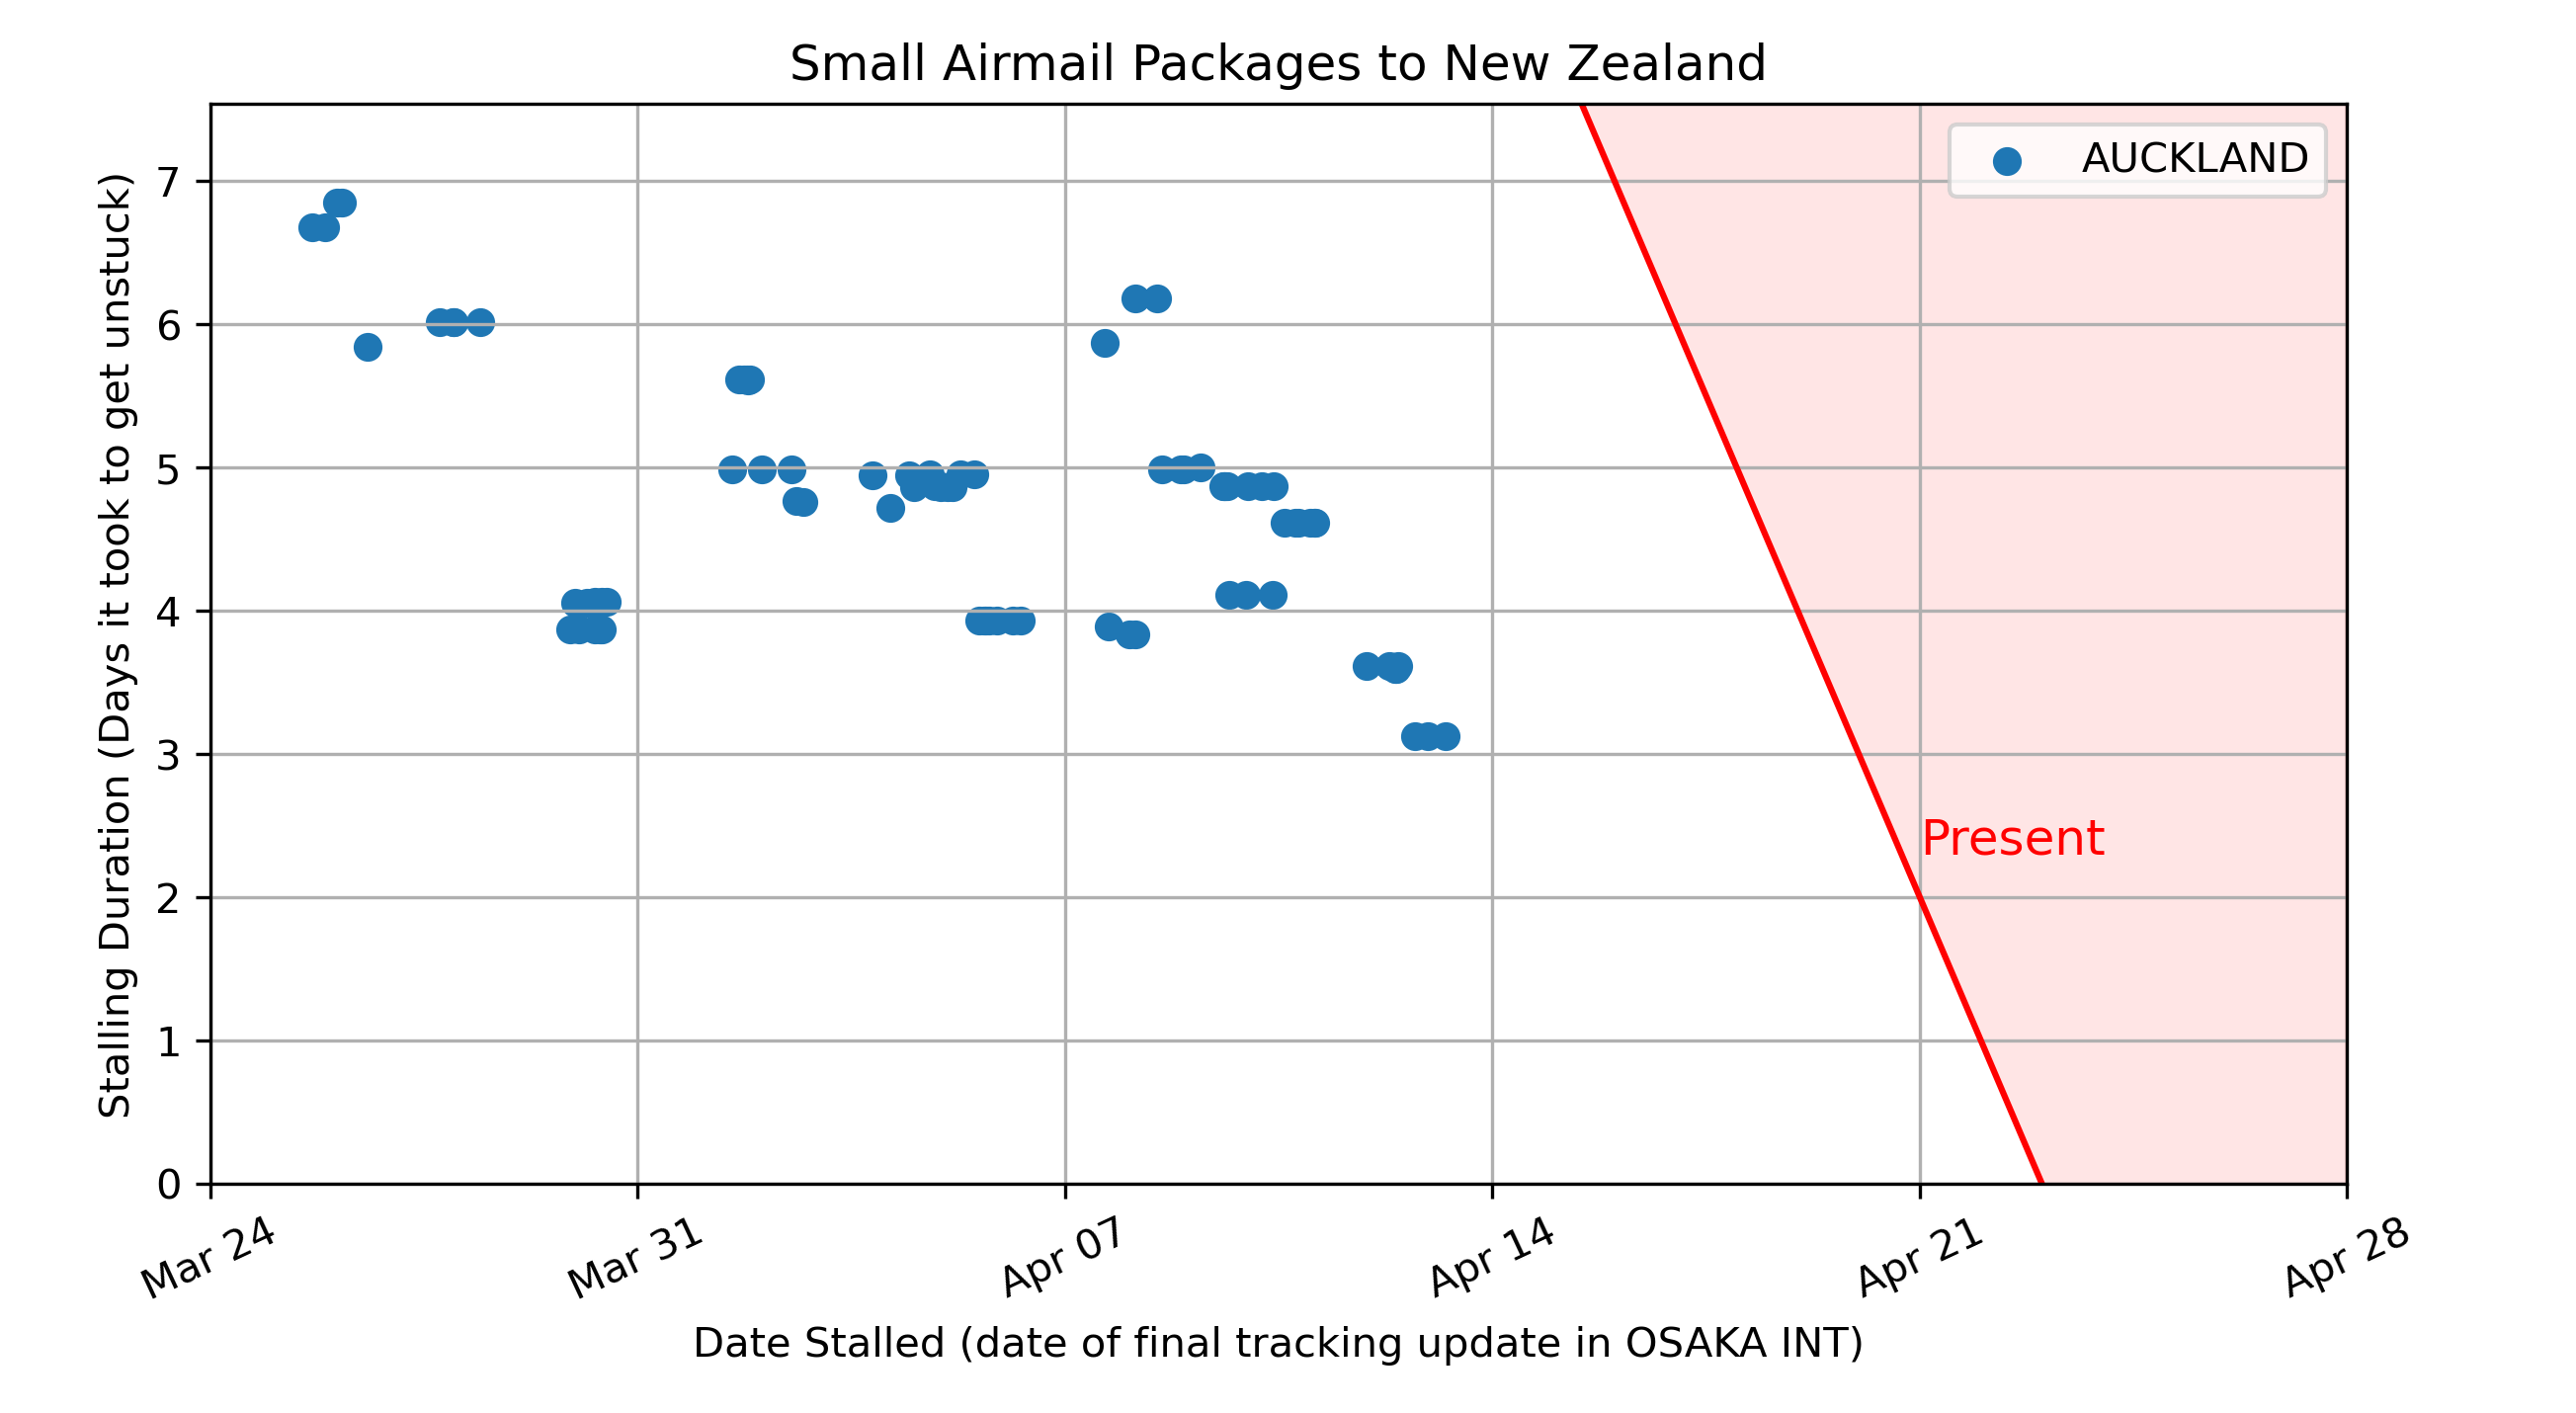 Small Airmail Packages to New Zealand
AUCKLAND
Stalling Duration (Days it took to get unstuck)
7
6
5
4
3
2
1
0
Present
Mar 24
Mar 31
Apr 07
Apr 14
Apr 21
Apr 28
Date Stalled (date of final tracking update in OSAKA INT)